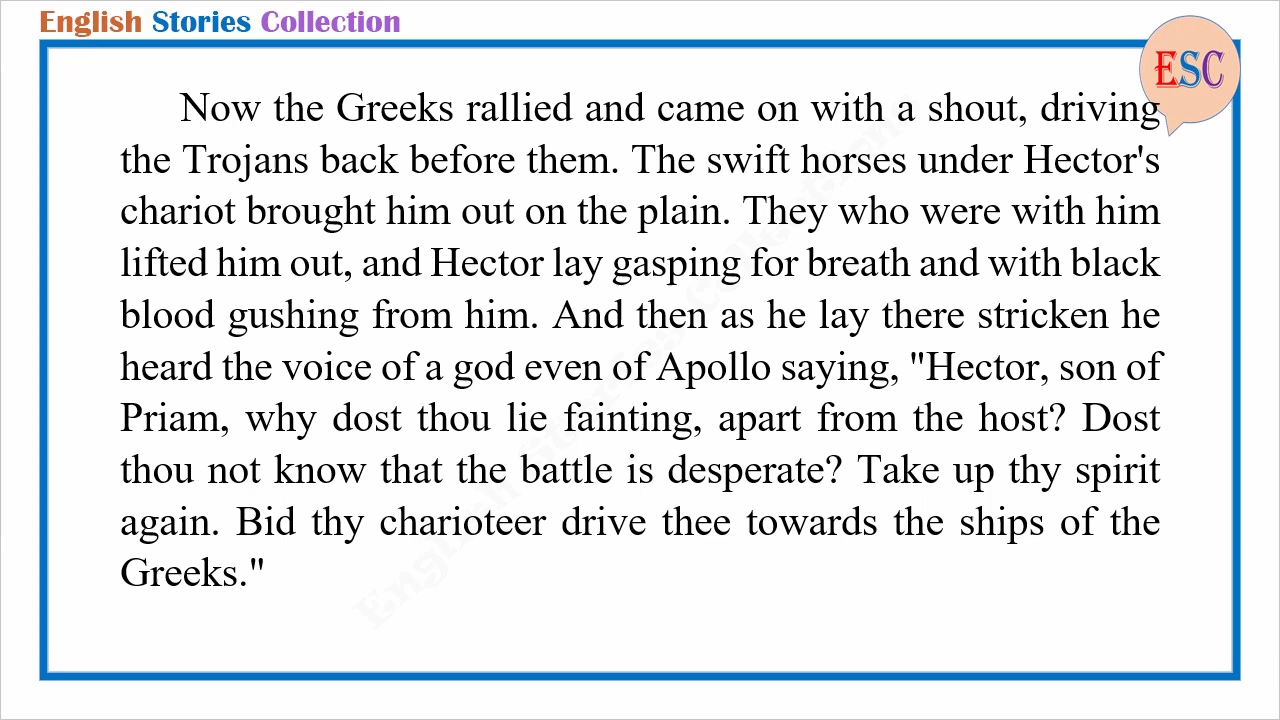 English Stories Collection
ESC
Now the Greeks rallied and came on with a shout, driving
the Trojans back before them. The swift horses under Hector's
chariot brought him out on the plain. They who were with him
lifted him out, and Hector lay gasping for breath and with black
blood gushing from him. And then as he lay there stricken he
heard the voice of a god even of Apollo saying, "Hector, son of
Priam, why dost thou lie fainting, apart from the host? Dost
thou not know that the battle is desperate? Take up thy spirit
again. Bid thy charioteer drive thee towards the ships of the
Greeks."